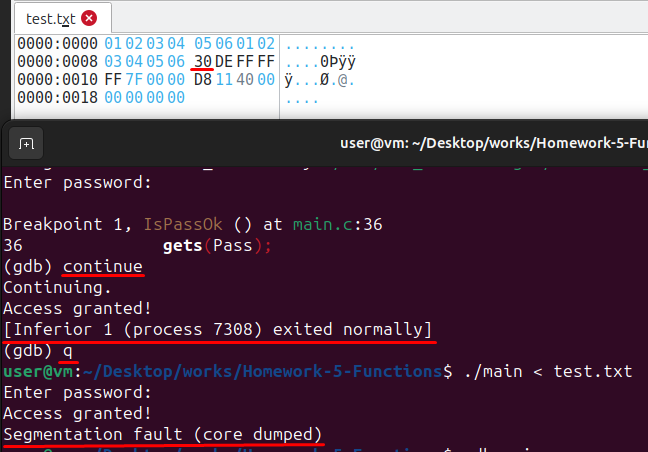 test.txt
0000:0000 01 02 03 04 05 06 01 02 ........
0000:0008 03 04 05 06 30 DE FF FF ....0Þÿÿ
0000:0010 FF 7F 00 00 D8 11 40 00 ÿ...Ø.@.
0000:0018 00 00 00 00 ....
user@vm: ~/Desktop/works/Homework-5-Fu
Enter password:
Breakpoint 1, IsPassOk () at main.c:36
36 gets(Pass);
(gdb) continue
Continuing.
Access granted!
[Inferior 1 (process 7308) exited normally]
(gdb) q
user@vm:~/Desktop/works/Homework-5-Functions$ ./main < test.txt
Enter password:
Access granted!
Segmentation fault (core dumped)